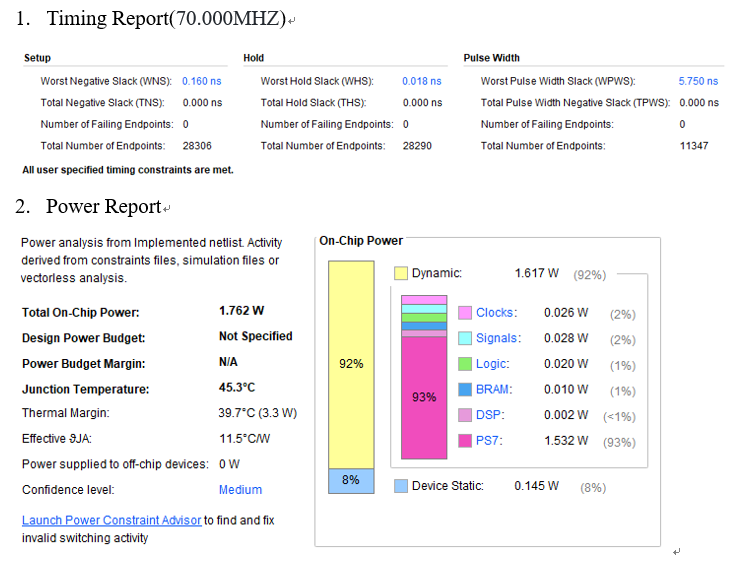 1. Timing Report(70.000MHZ)↵
Setup Hold Pulse Width
Worst Negative Slack (WNS): 0.160 ns Worst Hold Slack (WHS): 0.018 ns Worst Pulse Width Slack (WPWS): 5.750 ns
Total Negative Slack (TNS): 0.000 ns Total Hold Slack (THS): 0.000 ns Total Pulse Width Negative Slack (TPWS): 0.000 ns
Number of Failing Endpoints: 0 Number of Failing Endpoints: 0 Number of Failing Endpoints: 0
Total Number of Endpoints: 28306 Total Number of Endpoints: 28290 Total Number of Endpoints: 11347
All user specified timing constraints are met.
2. Power Report↵
Power analysis from Implemented netlist. Activity
derived from constraints files, simulation files or
vectorless analysis.
Total On-Chip Power: 1.762 W
Design Power Budget: Not Specified
Power Budget Margin: N/A
Junction Temperature: 45.3°C
Thermal Margin: 39.7°C (3.3 W)
Effective ϑJA: 11.5°C/W
Power supplied to off-chip devices: 0 W
Confidence level: Medium
Launch Power Constraint Advisor to find and fix
invalid switching activity
On-Chip Power
92%
8%
Dynamic: 1.617 W (92%)
93%
Clocks: 0.026 W (2%)
Signals: 0.028 W (2%)
Logic: 0.020 W (1%)
BRAM: 0.010 W (1%)
DSP: 0.002 W (<1%)
PS7: 1.532 W (93%)
Device Static: 0.145 W (8%)
↵